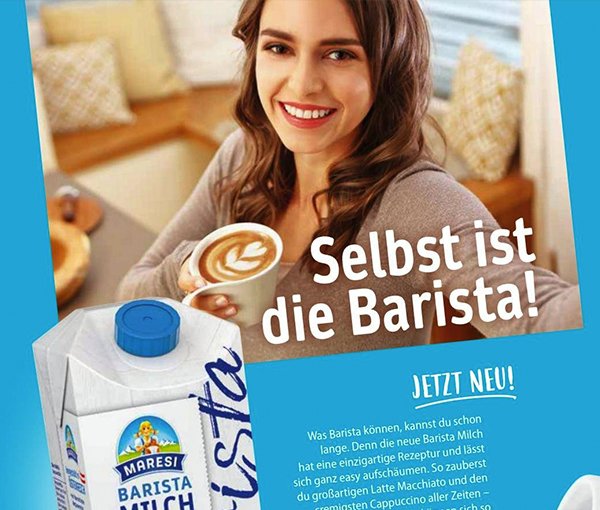 Selbst ist
die Barista!
JETZT NEU!
Was Barista können, kannst du schon
lange. Denn die neue Barista Milch
hat eine einzigartige Rezeptur und lässt
sich ganz easy aufschäumen. So zauberst
du großartigen Latte Macchiato und den
cremigsten Cappuccino aller Zeiten –
MARESI
BARISTA
MILCH
ista